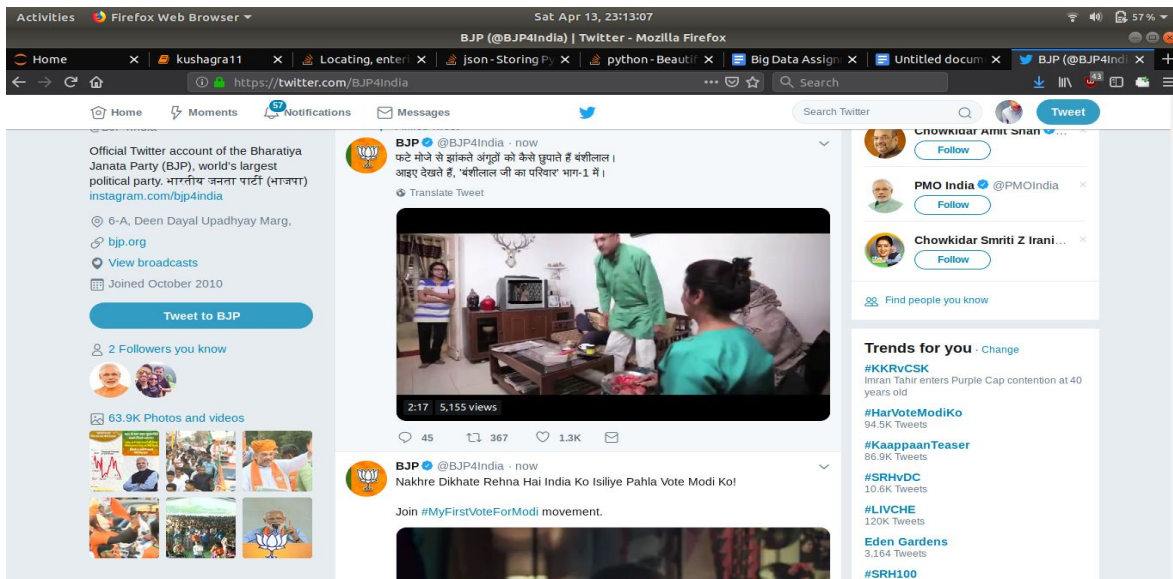 Activities Firefox Web Browser Sat Apr 13, 23:13:07 57%
BJP (@BJP4India) | Twitter - Mozilla Firefox
Home kushagra11 Locating, enteri json - Storing Py python - Beautif Big Data Assign Untitled docum BJP (@BJP4Indi
https://twitter.com/BJP4India Search 43
Home Moments 57 Notifications Messages Search Twitter Tweet
Official Twitter account of the Bharatiya
Janata Party (BJP), world's largest
political party. भारतीय जनता पार्टी (भाजपा)
instagram.com/bjp4india
6-A, Deen Dayal Upadhyay Marg,
bjp.org
View broadcasts
Joined October 2010
Tweet to BJP
2 Followers you know
63.9K Photos and videos
BJP @BJP4India · now
फटे मोजे से झांकते अंगूठों को कैसे छुपाते हैं बंशीलाल।
आइए देखते हैं, 'बंशीलाल जी का परिवार' भाग-1 में।
Translate Tweet
2:17 5,155 views
45 367 1.3K
BJP @BJP4India · now
Nakhre Dikhate Rehna Hai India Ko Isiliye Pahla Vote Modi Ko!
Join #MyFirstVoteForModi movement.
Chowkidar Amit Shah ...
Follow
PMO India @PMOIndia
Follow
Chowkidar Smriti Z Irani...
Follow
Find people you know
Trends for you · Change
#KKRvCSK
Imran Tahir enters Purple Cap contention at 40
years old
#HarVoteModiKo
94.5K Tweets
#KaappaanTeaser
86.9K Tweets
#SRHvDC
10.6K Tweets
#LIVCHE
120K Tweets
Eden Gardens
3,164 Tweets
#SRH100